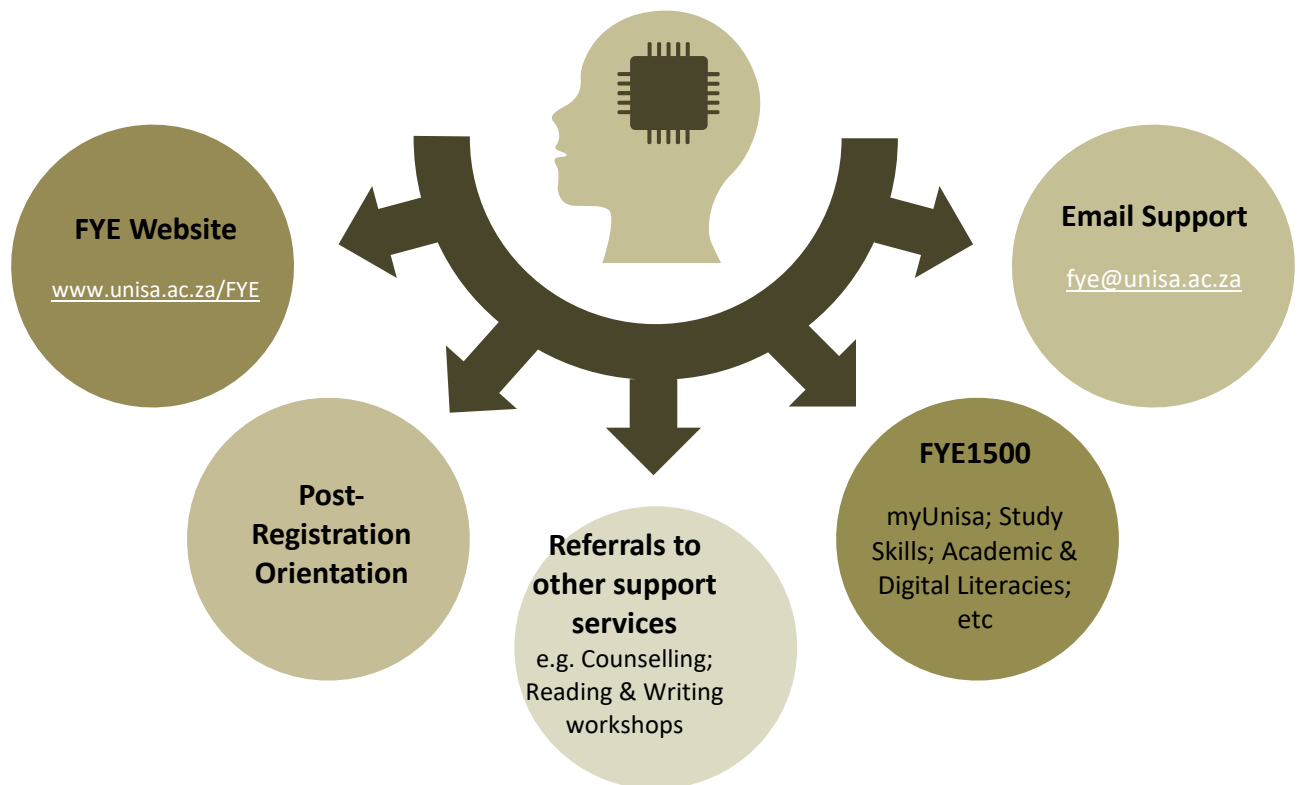 FYE Website
www.unisa.ac.za/FYE
Post-
Registration
Orientation
Referrals to
other support
services
e.g. Counselling;
Reading & Writing
workshops
FYE1500
myUnisa; Study
Skills; Academic &
Digital Literacies;
etc
Email Support
fye@unisa.ac.za